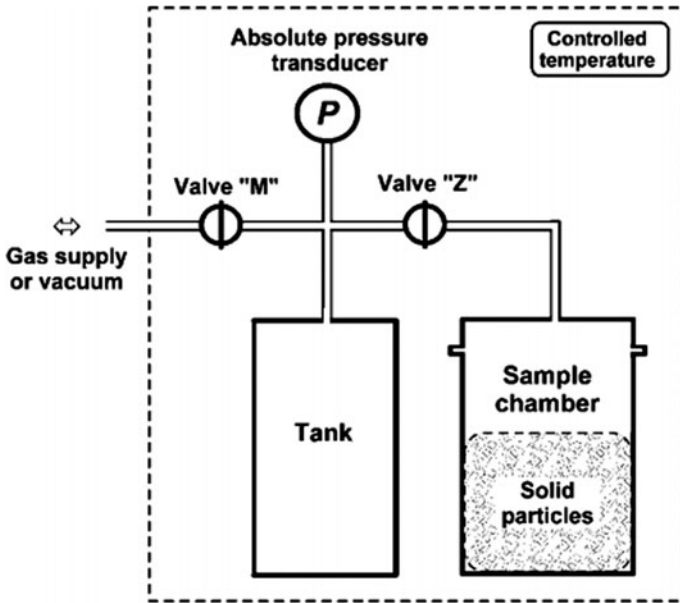 Absolute pressure
transducer
Controlled
temperature
P
Valve "M"
Valve "Z"
Gas supply
or vacuum
Tank
Sample
chamber
Solid
particles